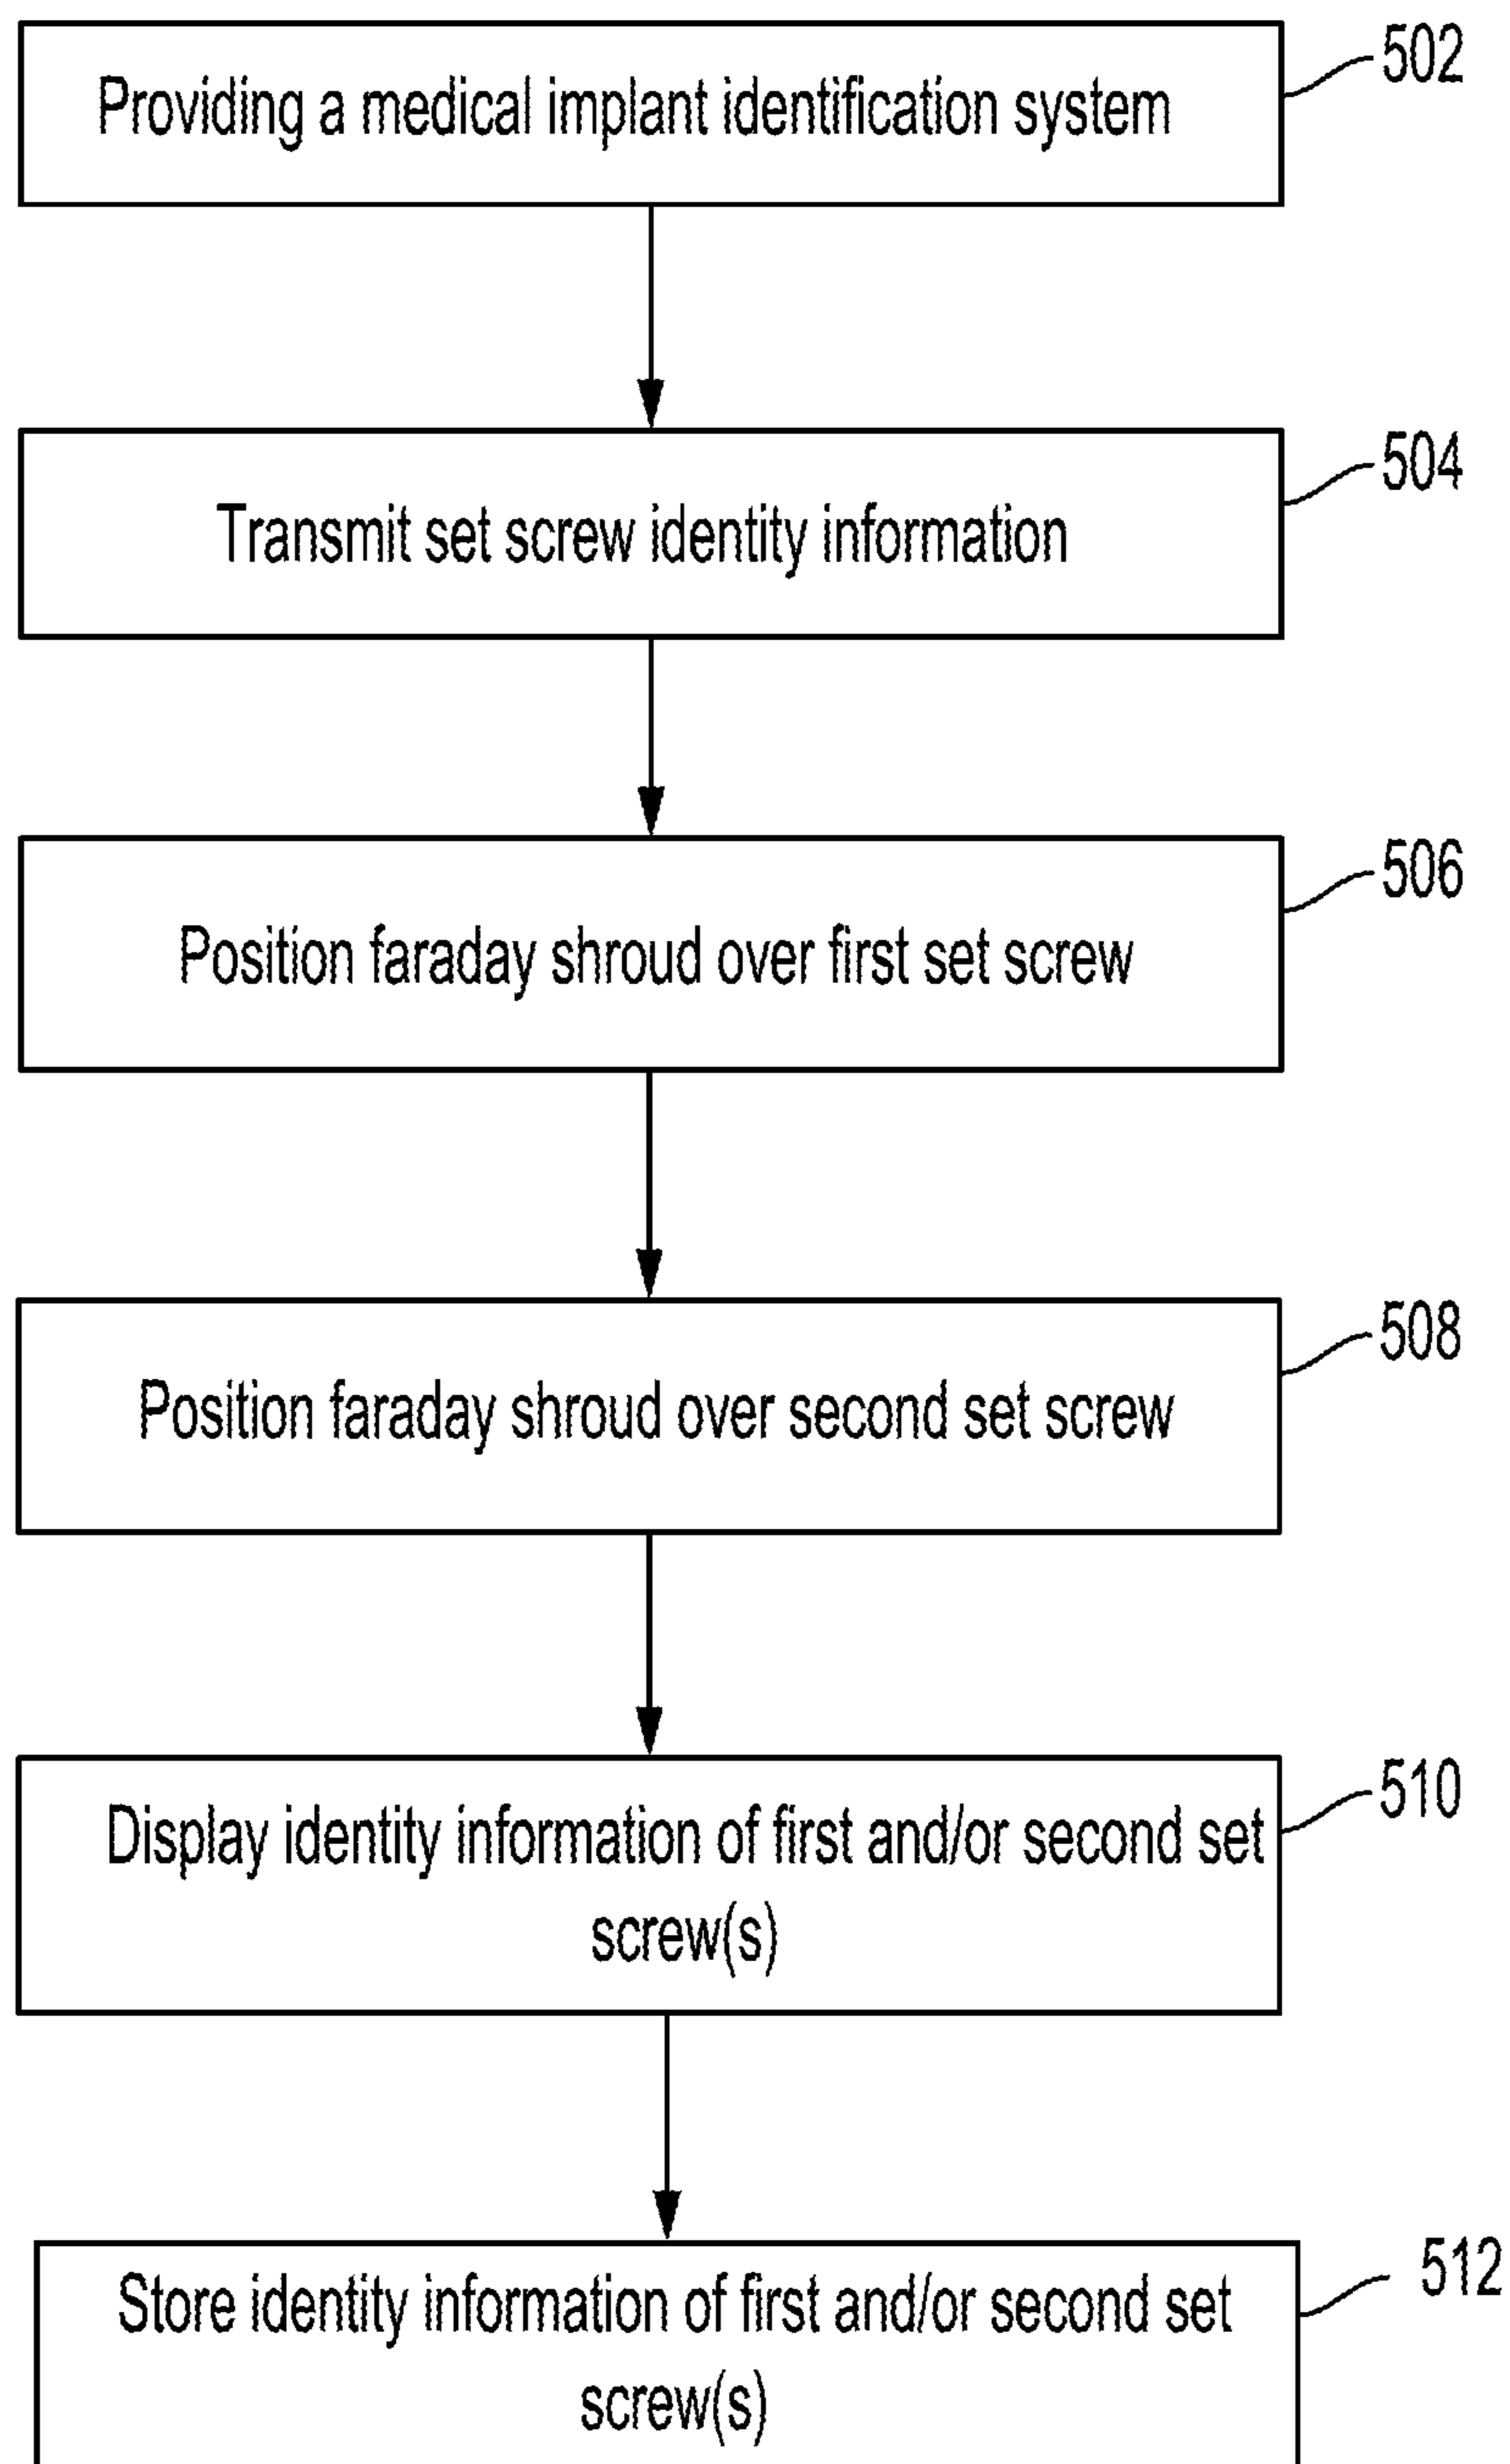 Providing a medical implant identification system
502
Transmit set screw identity information
504
Position faraday shroud over first set screw
506
Position faraday shroud over second set screw
508
Display identity information of first and/or second set
screw(s)
510
Store identity information of first and/or second set
screw(s)
512